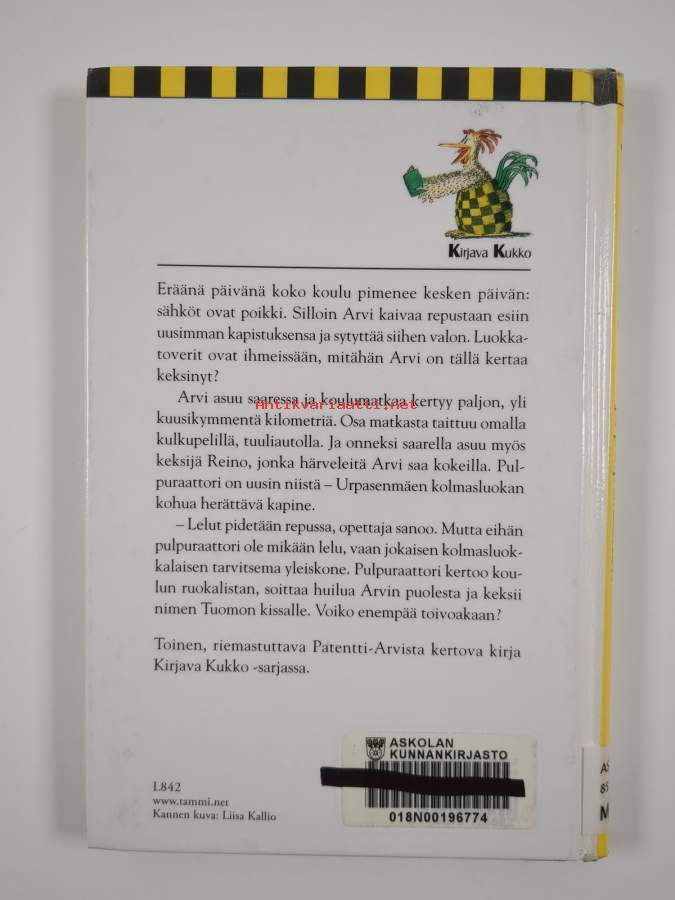 Kirjava Kukko
Eräänä päivänä koko koulu pimenee kesken päivän:
sähköt ovat poikki. Silloin Arvi kaivaa repustaan esiin
uusimman kapistuksensa ja sytyttää siihen valon. Luokka-
toverit ovat ihmeissään, mitähän Arvi on tällä kertaa
keksinyt?
Arvi asuu saaressa ja koulumatkaa kertyy paljon, yli
Antikvariaatti.net
kuusikymmentä kilometriä. Osa matkasta taittuu omalla
kulkupelillä, tuuliautolla. Ja onneksi saarella asuu myös
keksijä Reino, jonka härveleitä Arvi saa kokeilla. Pul-
puraattori on uusin niistä – Urpasenmäen kolmasluokan
kohua herättävä kapine.
– Lelut pidetään repussa, opettaja sanoo. Mutta eihän
pulpuraattori ole mikään lelu, vaan jokaisen kolmasluok-
kalaisen tarvitsema yleiskone. Pulpuraattori kertoo kou-
lun ruokalistan, soittaa huilua Arvin puolesta ja keksii
nimen Tuomon kissalle. Voiko enempää toivoakaan?
Toinen, riemastuttava Patentti-Arvista kertova kirja
Kirjava Kukko -sarjassa.
ASKOLAN
KUNNANKIRJASTO
018N00196774
L842
www.tammi.net
Kannen kuva: Liisa Kallio